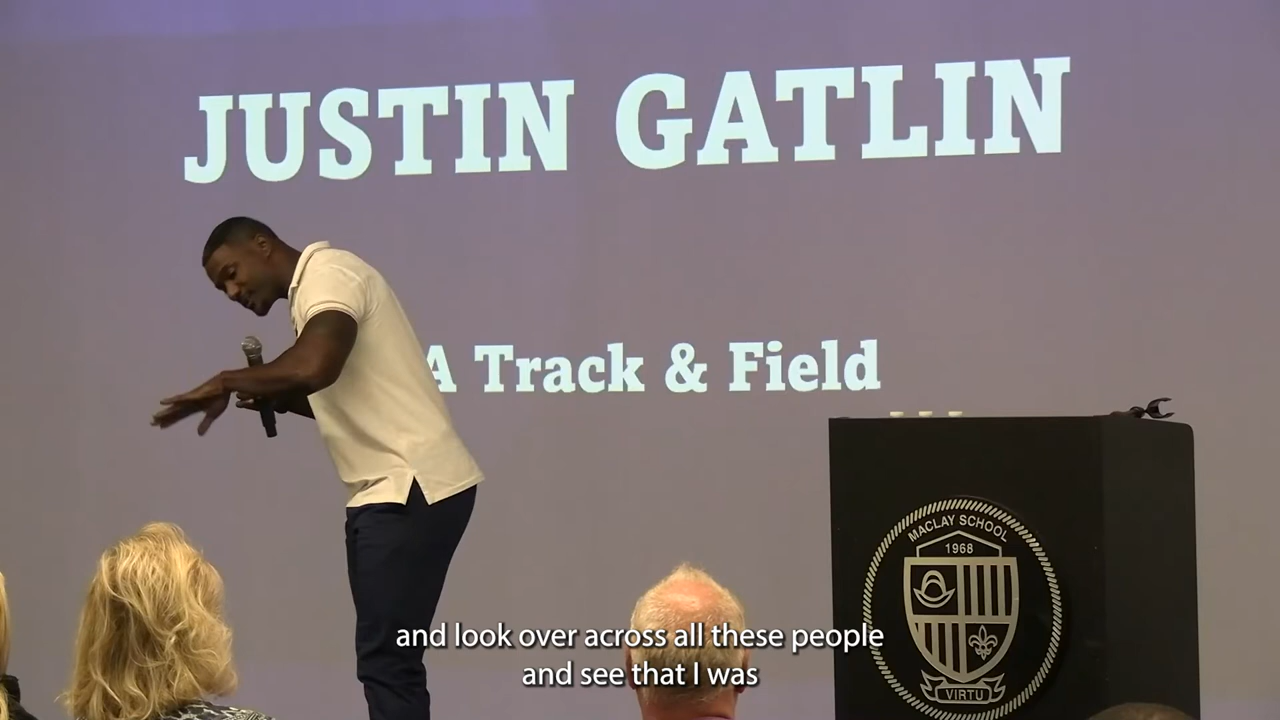 JUSTIN GATLIN
A Track & Field
MACLAY SCHOOL
1968
VIRTU
and look over across all these people
and see that I was